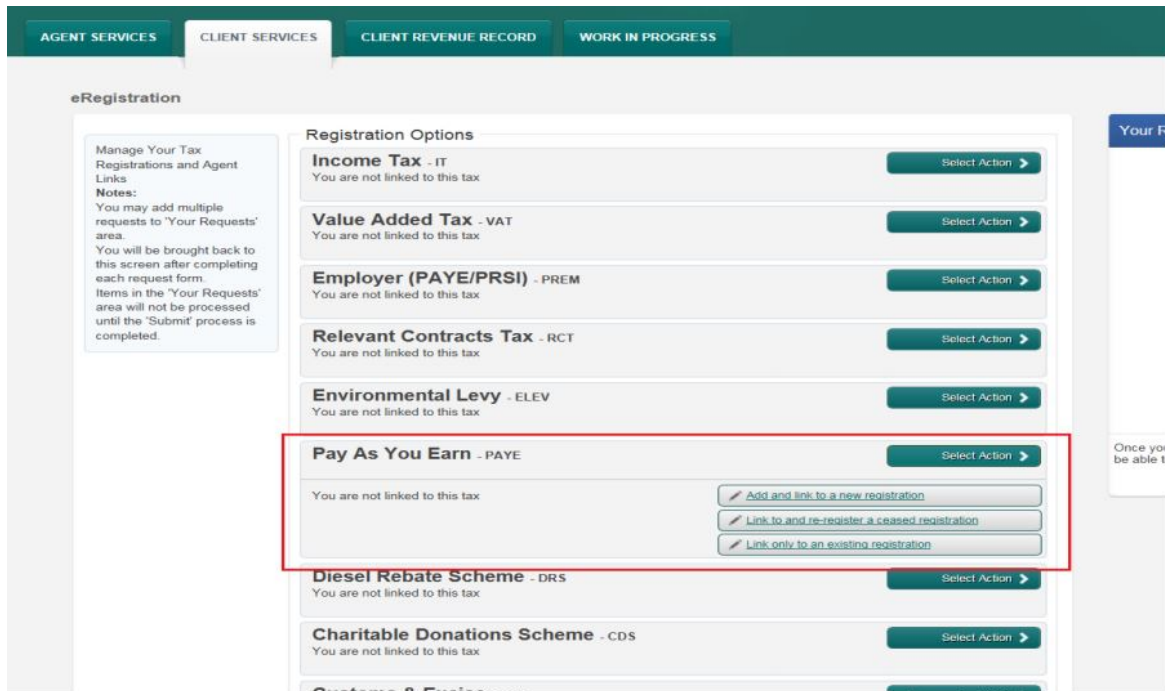 AGENT SERVICES
CLIENT SERVICES
CLIENT REVENUE RECORD
WORK IN PROGRESS
eRegistration
Manage Your Tax
Registrations and Agent
Links
Notes:
You may add multiple
requests to 'Your Requests'
area.
You will be brought back to
this screen after completing
each request form.
Items in the 'Your Requests'
area will not be processed
until the 'Submit' process is
completed.
Registration Options
Income Tax - IT
Select Action
You are not linked to this tax
Value Added Tax - VAT
Select Action
You are not linked to this tax
Employer (PAYE/PRSI) - PREM
Select Action
You are not linked to this tax
Relevant Contracts Tax - RCT
Select Action
You are not linked to this tax
Environmental Levy - ELEV
Select Action
You are not linked to this tax
Pay As You Earn - PAYE
Select Action
You are not linked to this tax
Add and link to a new registration
Link to and re-register a ceased registration
Link only to an existing registration
Diesel Rebate Scheme - DRS
Select Action
You are not linked to this tax
Charitable Donations Scheme - CDS
Select Action
You are not linked to this tax
Your R
Once you
be able t